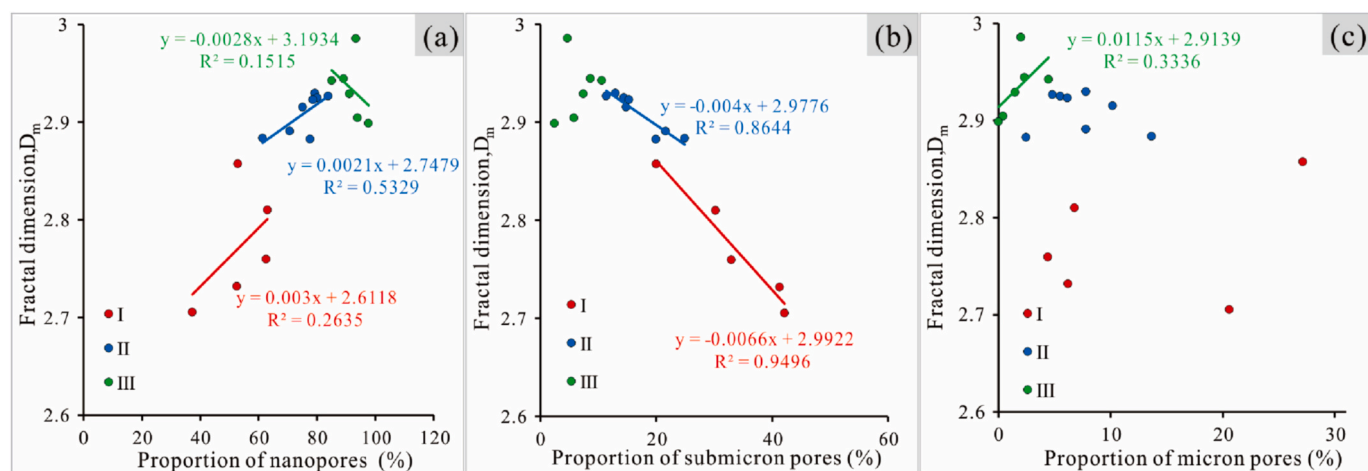 (a)
y = -0.0028x + 3.1934
R² = 0.1515
y = 0.0021x + 2.7479
R² = 0.5329
y = 0.003x + 2.6118
R² = 0.2635
I
II
III
3
2.9
2.8
2.7
2.6
0 20 40 60 80 100 120
Fractal dimension,Dm
Proportion of nanopores (%)
(b)
y = -0.004x + 2.9776
R² = 0.8644
y = -0.0066x + 2.9922
R² = 0.9496
I
II
III
3
2.9
2.8
2.7
2.6
0 20 40 60
Fractal dimension,Dm
Proportion of submicron pores (%)
(c)
y = 0.0115x + 2.9139
R² = 0.3336
I
II
III
3
2.9
2.8
2.7
2.6
0 10 20 30
Fractal dimension,Dm
Proportion of micron pores (%)